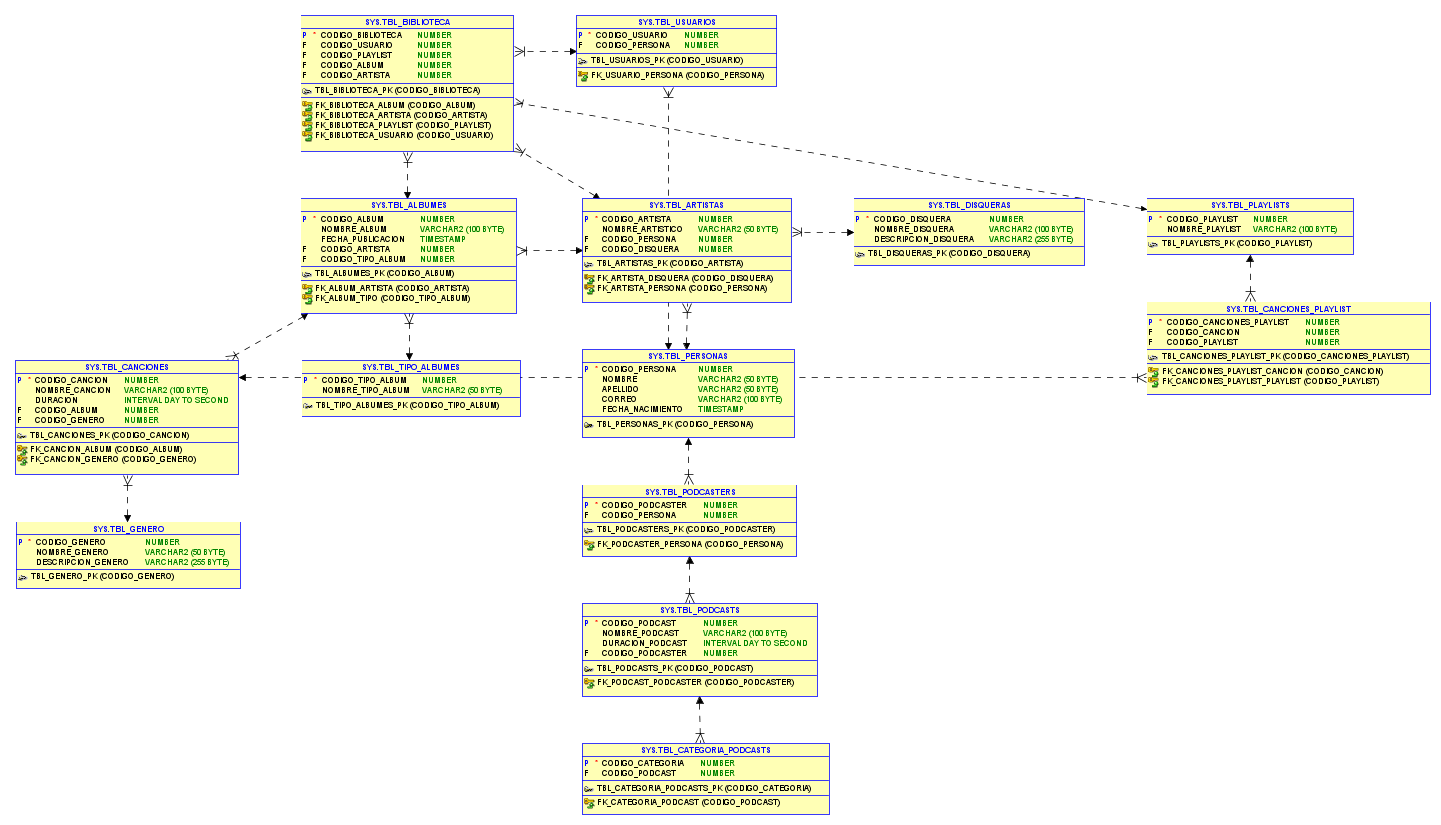 SYS.TBL_BIBLIOTECA
P * CODIGO_BIBLIOTECA NUMBER
F CODIGO_USUARIO NUMBER
F CODIGO_PLAYLIST NUMBER
F CODIGO_ALBUM NUMBER
F CODIGO_ARTISTA NUMBER
TBL_BIBLIOTECA_PK (CODIGO_BIBLIOTECA)
FK_BIBLIOTECA_ALBUM (CODIGO_ALBUM)
FK_BIBLIOTECA_ARTISTA (CODIGO_ARTISTA)
FK_BIBLIOTECA_PLAYLIST (CODIGO_PLAYLIST)
FK_BIBLIOTECA_USUARIO (CODIGO_USUARIO)
SYS.TBL_USUARIOS
P * CODIGO_USUARIO NUMBER
F CODIGO_PERSONA NUMBER
TBL_USUARIOS_PK (CODIGO_USUARIO)
FK_USUARIO_PERSONA (CODIGO_PERSONA)
SYS.TBL_ALBUMES
P * CODIGO_ALBUM NUMBER
NOMBRE_ALBUM VARCHAR2 (100 BYTE)
FECHA_PUBLICACION TIMESTAMP
F CODIGO_ARTISTA NUMBER
F CODIGO_TIPO_ALBUM NUMBER
TBL_ALBUMES_PK (CODIGO_ALBUM)
FK_ALBUM_ARTISTA (CODIGO_ARTISTA)
FK_ALBUM_TIPO (CODIGO_TIPO_ALBUM)
SYS.TBL_ARTISTAS
P * CODIGO_ARTISTA NUMBER
NOMBRE_ARTISTICO VARCHAR2 (50 BYTE)
F CODIGO_PERSONA NUMBER
F CODIGO_DISQUERA NUMBER
TBL_ARTISTAS_PK (CODIGO_ARTISTA)
FK_ARTISTA_DISQUERA (CODIGO_DISQUERA)
FK_ARTISTA_PERSONA (CODIGO_PERSONA)
SYS.TBL_DISQUERAS
P * CODIGO_DISQUERA NUMBER
NOMBRE_DISQUERA VARCHAR2 (100 BYTE)
DESCRIPCION_DISQUERA VARCHAR2 (255 BYTE)
TBL_DISQUERAS_PK (CODIGO_DISQUERA)
SYS.TBL_PLAYLISTS
P * CODIGO_PLAYLIST NUMBER
NOMBRE_PLAYLIST VARCHAR2 (100 BYTE)
TBL_PLAYLISTS_PK (CODIGO_PLAYLIST)
SYS.TBL_CANCIONES_PLAYLIST
P * CODIGO_CANCIONES_PLAYLIST NUMBER
F CODIGO_CANCION NUMBER
F CODIGO_PLAYLIST NUMBER
TBL_CANCIONES_PLAYLIST_PK (CODIGO_CANCIONES_PLAYLIST)
FK_CANCIONES_PLAYLIST_CANCION (CODIGO_CANCION)
FK_CANCIONES_PLAYLIST_PLAYLIST (CODIGO_PLAYLIST)
SYS.TBL_CANCIONES
P * CODIGO_CANCION NUMBER
NOMBRE_CANCION VARCHAR2 (100 BYTE)
DURACION INTERVAL DAY TO SECOND
F CODIGO_ALBUM NUMBER
F CODIGO_GENERO NUMBER
TBL_CANCIONES_PK (CODIGO_CANCION)
FK_CANCION_ALBUM (CODIGO_ALBUM)
FK_CANCION_GENERO (CODIGO_GENERO)
SYS.TBL_TIPO_ALBUMES
P * CODIGO_TIPO_ALBUM NUMBER
NOMBRE_TIPO_ALBUM VARCHAR2 (50 BYTE)
TBL_TIPO_ALBUMES_PK (CODIGO_TIPO_ALBUM)
SYS.TBL_PERSONAS
P * CODIGO_PERSONA NUMBER
NOMBRE VARCHAR2 (50 BYTE)
APELLIDO VARCHAR2 (50 BYTE)
CORREO VARCHAR2 (100 BYTE)
FECHA_NACIMIENTO TIMESTAMP
TBL_PERSONAS_PK (CODIGO_PERSONA)
SYS.TBL_GENERO
P * CODIGO_GENERO NUMBER
NOMBRE_GENERO VARCHAR2 (50 BYTE)
DESCRIPCION_GENERO VARCHAR2 (255 BYTE)
TBL_GENERO_PK (CODIGO_GENERO)
SYS.TBL_PODCASTERS
P * CODIGO_PODCASTER NUMBER
F CODIGO_PERSONA NUMBER
TBL_PODCASTERS_PK (CODIGO_PODCASTER)
FK_PODCASTER_PERSONA (CODIGO_PERSONA)
SYS.TBL_PODCASTS
P * CODIGO_PODCAST NUMBER
NOMBRE_PODCAST VARCHAR2 (100 BYTE)
DURACION_PODCAST INTERVAL DAY TO SECOND
F CODIGO_PODCASTER NUMBER
TBL_PODCASTS_PK (CODIGO_PODCAST)
FK_PODCAST_PODCASTER (CODIGO_PODCASTER)
SYS.TBL_CATEGORIA_PODCASTS
P * CODIGO_CATEGORIA NUMBER
F CODIGO_PODCAST NUMBER
TBL_CATEGORIA_PODCASTS_PK (CODIGO_CATEGORIA)
FK_CATEGORIA_PODCAST (CODIGO_PODCAST)